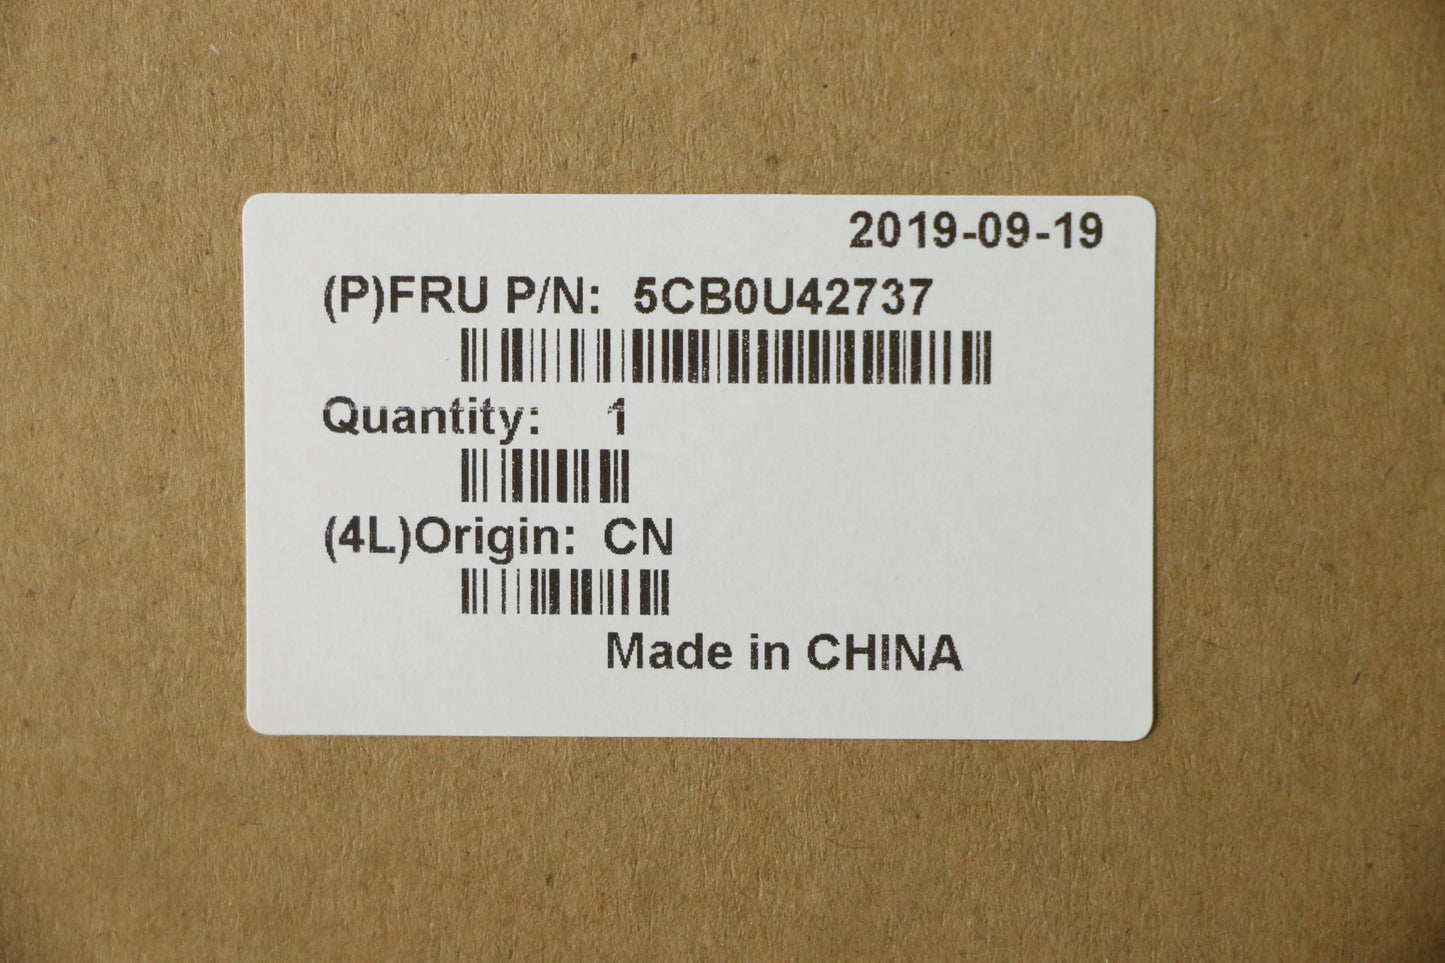 2019-09-19
(P)FRU P/N: 5CB0U42737
Quantity: 1
(4L)Origin: CN
Made in CHINA